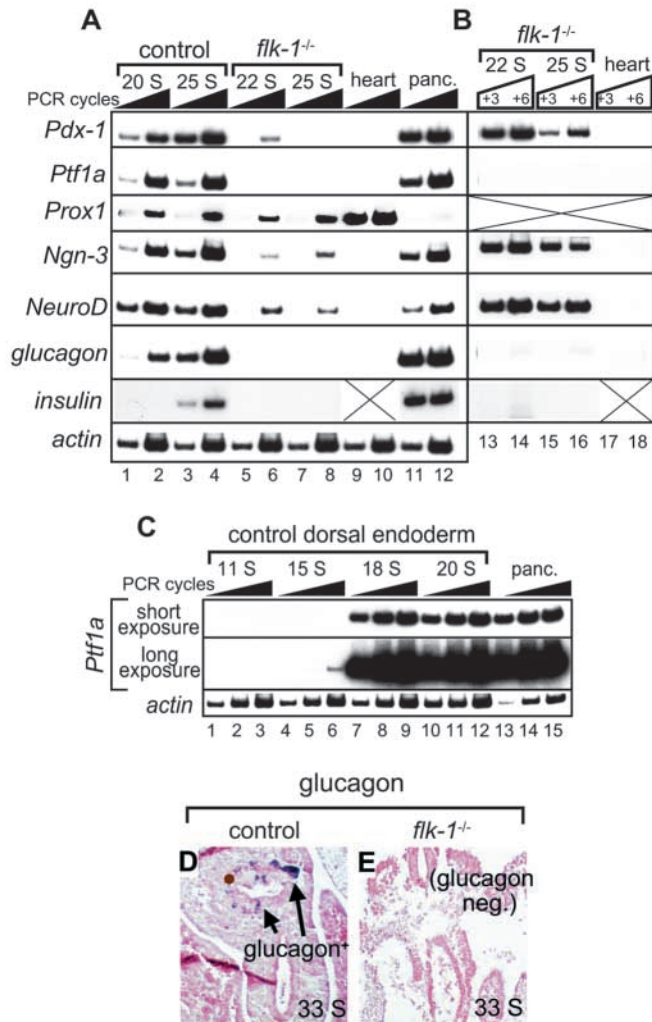 A B
control flk-1-/- flk-1-/-
20 S 25 S 22 S 25 S heart panc. 22 S 25 S heart
PCR cycles +3 +6 +3 +6 +3 +6
Pdx-1
Ptf1a
Prox1
Ngn-3
NeuroD
glucagon
insulin
actin
1 2 3 4 5 6 7 8 9 10 11 12 13 14 15 16 17 18
C
control dorsal endoderm
11 S 15 S 18 S 20 S panc.
PCR cycles
Ptf1a
short
exposure
long
exposure
actin
1 2 3 4 5 6 7 8 9 10 11 12 13 14 15
glucagon
control flk-1-/-
D E
(glucagon
neg.)
glucagon+
33 S 33 S